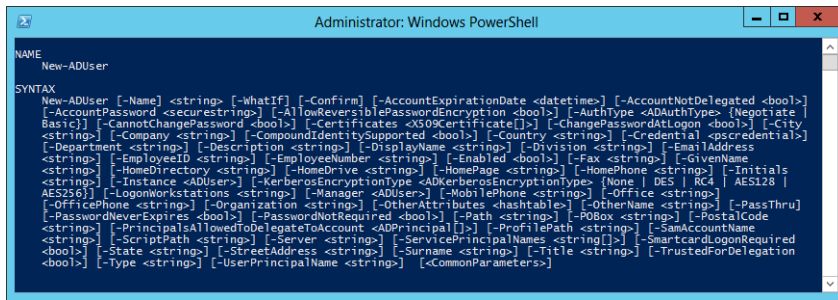 Administrator: Windows PowerShell
NAME
New-ADUser
SYNTAX
New-ADUser [-Name] <string> [-WhatIf] [-Confirm] [-AccountExpirationDate <datetime>] [-AccountNotDelegated <bool>]
[-AccountPassword <securestring>] [-AllowReversiblePasswordEncryption <bool>] [-AuthType <ADAuthType> {Negotiate |
Basic}] [-CannotChangePassword <bool>] [-Certificates <X509Certificate[]>] [-ChangePasswordAtLogon <bool>] [-City
<string>] [-Company <string>] [-CompoundIdentitySupported <bool>] [-Country <string>] [-Credential <pscredential>]
[-Department <string>] [-Description <string>] [-DisplayName <string>] [-Division <string>] [-EmailAddress
<string>] [-EmployeeID <string>] [-EmployeeNumber <string>] [-Enabled <bool>] [-Fax <string>] [-GivenName
<string>] [-HomeDirectory <string>] [-HomeDrive <string>] [-HomePage <string>] [-HomePhone <string>] [-Initials
<string>] [-Instance <ADUser>] [-KerberosEncryptionType <ADKerberosEncryptionType> {None | DES | RC4 | AES128 |
AES256}] [-LogonWorkstations <string>] [-Manager <ADUser>] [-MobilePhone <string>] [-Office <string>]
[-OfficePhone <string>] [-Organization <string>] [-OtherAttributes <hashtable>] [-OtherName <string>] [-PassThru]
[-PasswordNeverExpires <bool>] [-PasswordNotRequired <bool>] [-Path <string>] [-POBox <string>] [-PostalCode
<string>] [-PrincipalsAllowedToDelegateToAccount <ADPrincipal[]>] [-ProfilePath <string>] [-SamAccountName
<string>] [-ScriptPath <string>] [-Server <string>] [-ServicePrincipalNames <string[]>] [-SmartcardLogonRequired
<bool>] [-State <string>] [-StreetAddress <string>] [-Surname <string>] [-Title <string>] [-TrustedForDelegation
<bool>] [-Type <string>] [-UserPrincipalName <string>] [<CommonParameters>]